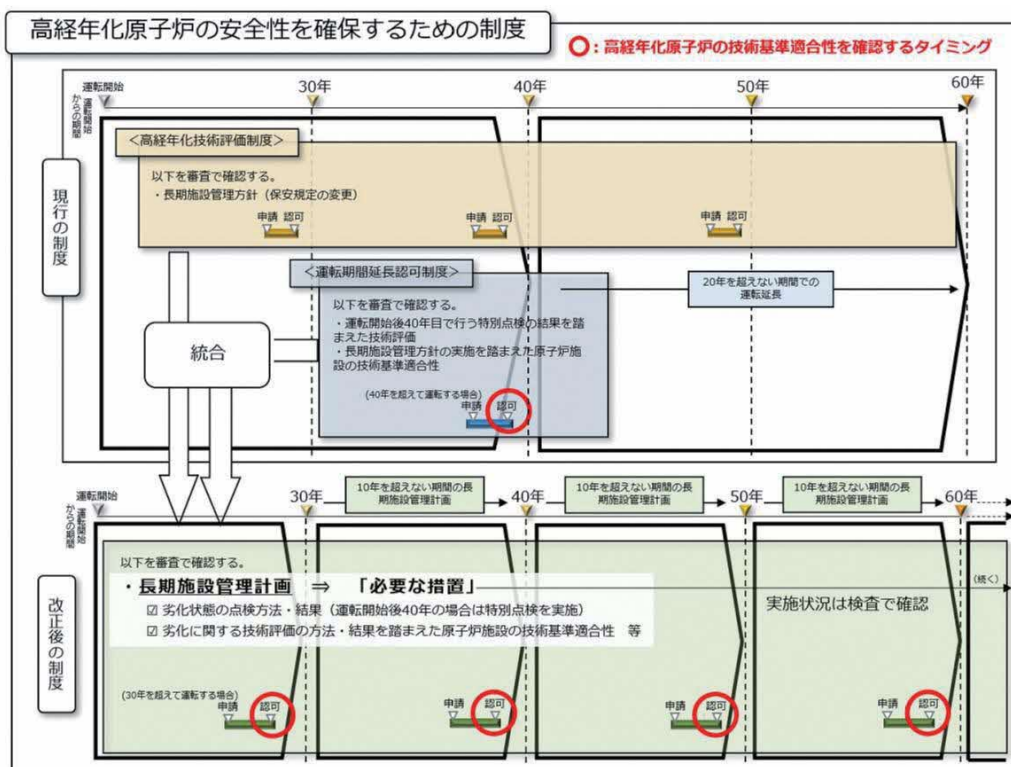 高経年化原子炉の安全性を確保するための制度
○：高経年化原子炉の技術基準適合性を確認するタイミング
現行の制度
運転開始
運転開始
からの期間
30年
40年
50年
60年
＜高経年化技術評価制度＞
以下を審査で確認する。
・長期施設管理方針（保安規定の変更）
申請 認可
申請 認可
申請 認可
＜運転期間延長認可制度＞
以下を審査で確認する。
・運転開始後40年目で行う特別点検の結果を踏
まえた技術評価
・長期施設管理方針の実施を踏まえた原子炉施
設の技術基準適合性
(40年を超えて運転する場合)
申請 認可
20年を超えない期間での
運転延長
統合
改正後の制度
運転開始
運転開始
からの期間
30年
10年を超えない期間の長
期施設管理計画
40年
10年を超えない期間の長
期施設管理計画
50年
10年を超えない期間の長
期施設管理計画
60年
以下を審査で確認する。
・長期施設管理計画 ⇒ 「必要な措置」
☑ 劣化状態の点検方法・結果（運転開始後40年の場合は特別点検を実施）
☑ 劣化に関する技術評価の方法・結果を踏まえた原子炉施設の技術基準適合性 等
実施状況は検査で確認
(続く)
(30年を超えて運転する場合)
申請 認可
申請 認可
申請 認可
申請 認可